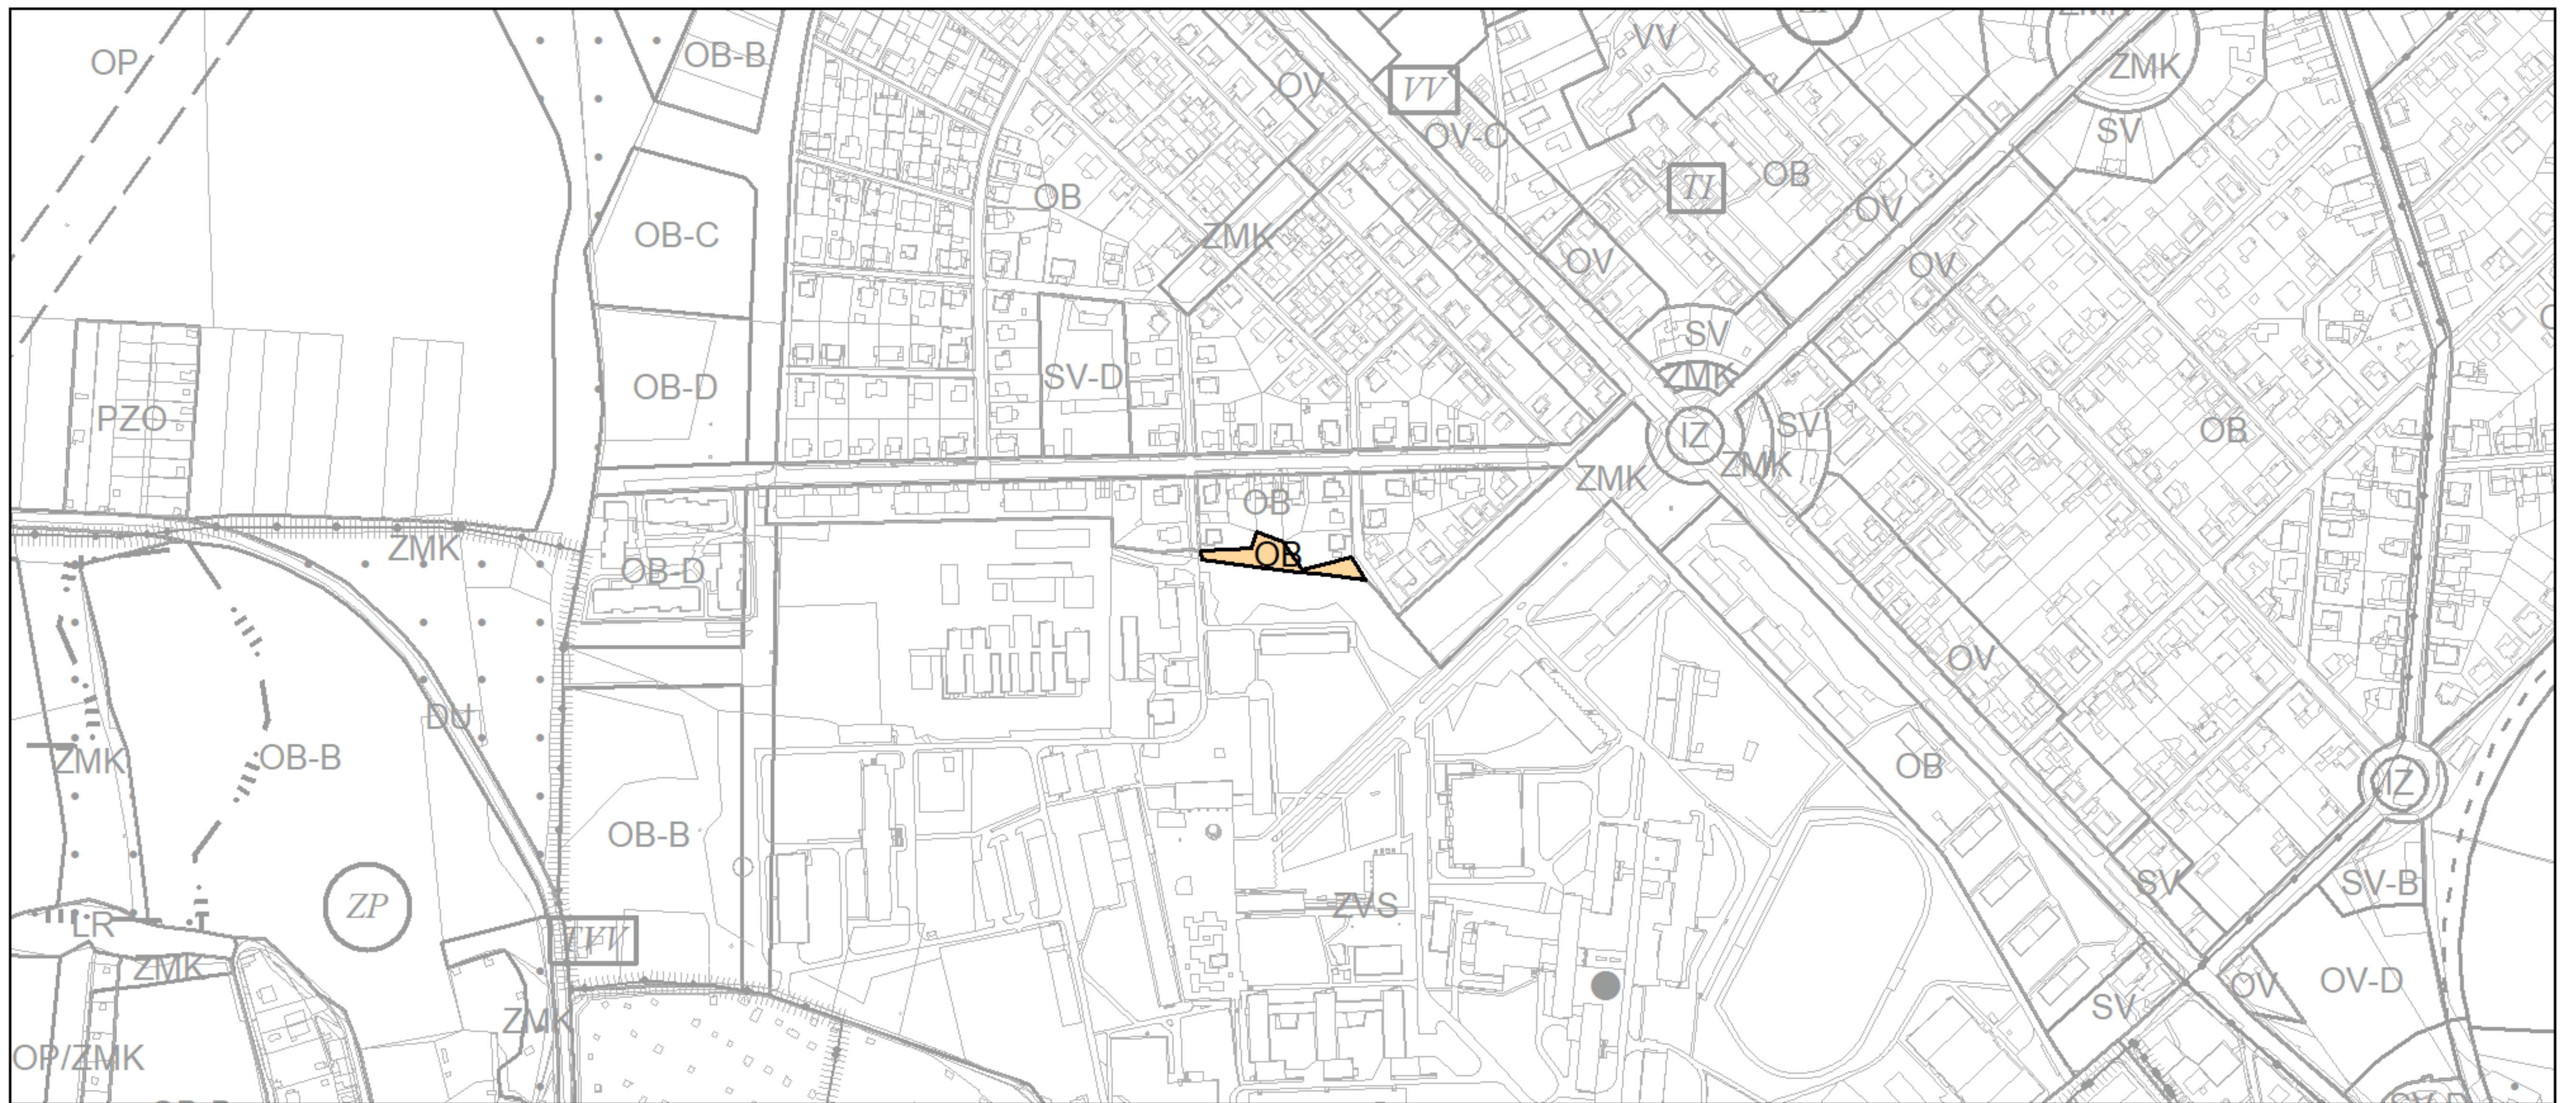 OP
OB-B
OV
VV
VV
ZMK
OV-C
SV
TI
OB
OB
OV
OB-C
ZMK
OV
OV
SV
OB-D
SV-D
ZMK
PZO
SV
OB
IZ
ZMK
ZMK
OB
ZMK
OB
OB-D
OV
DU
ZMK
OB-B
OB
IZ
OB-B
SV
SV-B
ZP
ZVS
LR
ZMK
OV
OV-D
SV
ZMK
OP/ZMK